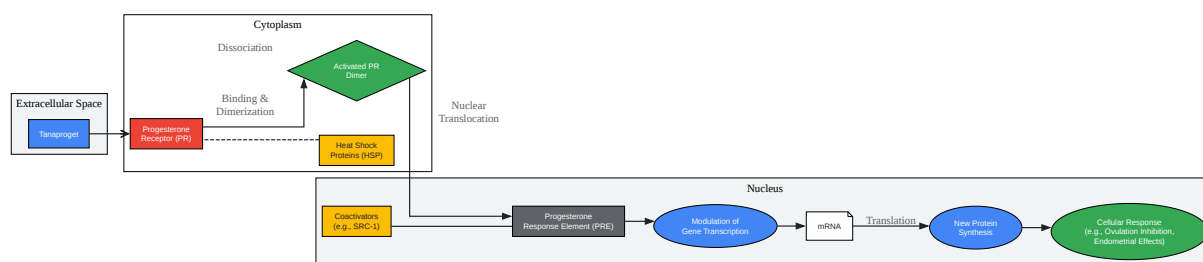 Cytoplasm
Dissociation
Activated PR
Dimer
Extracellular Space
Tanaproget
Binding &
Dimerization
Nuclear
Translocation
Progesterone
Receptor (PR)
Heat Shock
Proteins (HSP)
Nucleus
Coactivators
(e.g., SRC-1)
Progesterone
Response Element (PRE)
Modulation of
Gene Transcription
mRNA
Translation
New Protein
Synthesis
Cellular Response
(e.g., Ovulation Inhibition,
Endometrial Effects)